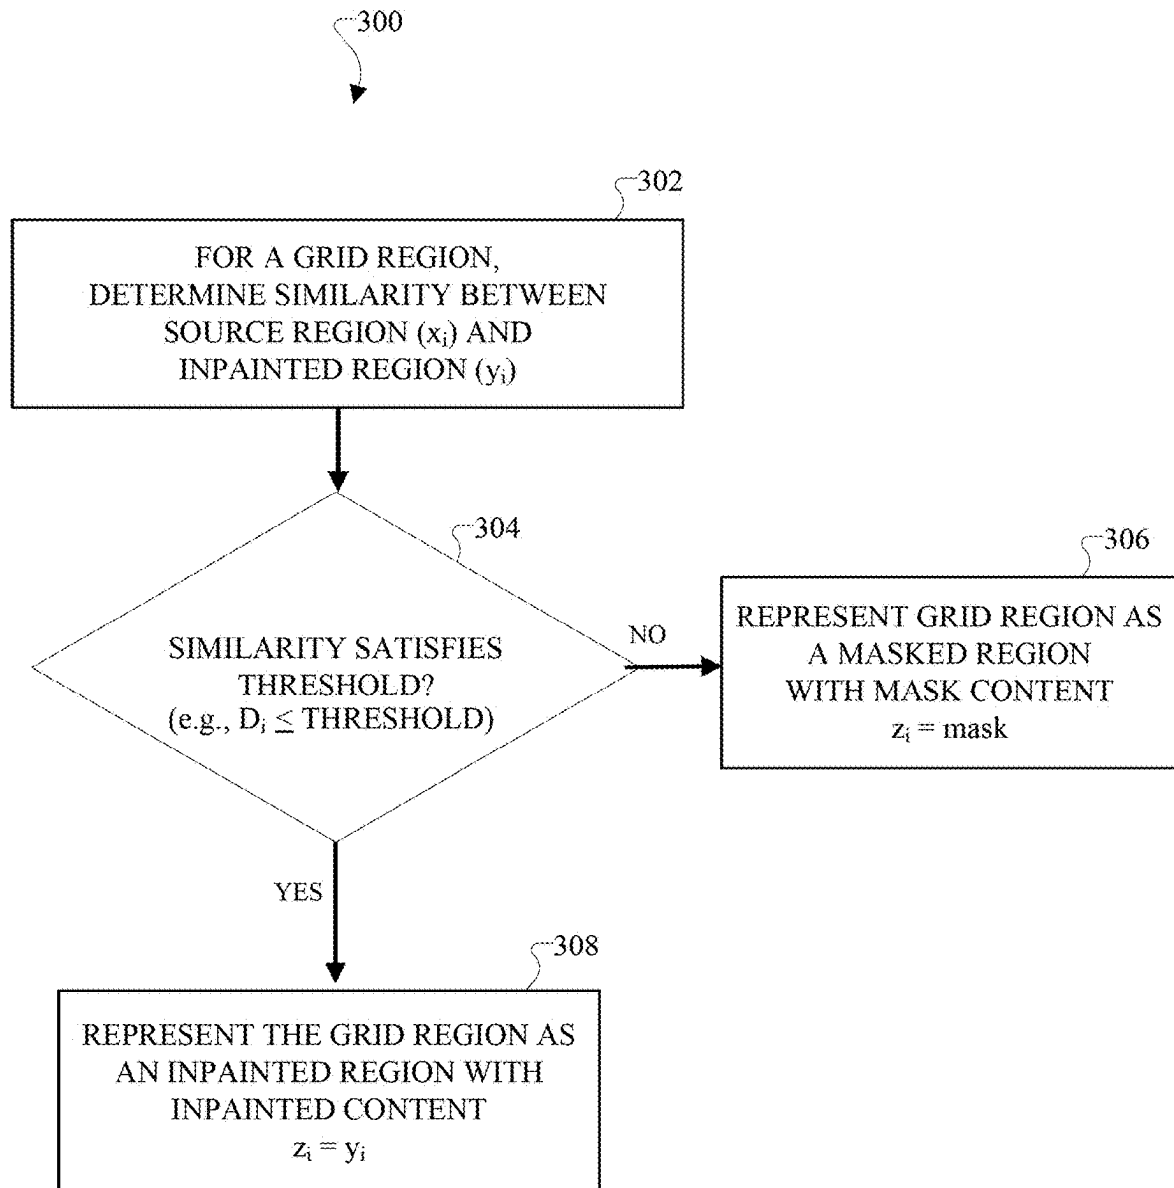 300
302
FOR A GRID REGION,
DETERMINE SIMILARITY BETWEEN
SOURCE REGION (xᵢ) AND
INPAINTED REGION (yᵢ)
304
SIMILARITY SATISFIES
THRESHOLD?
(e.g., Dᵢ ≤ THRESHOLD)
NO
306
REPRESENT GRID REGION AS
A MASKED REGION
WITH MASK CONTENT
zᵢ = mask
YES
308
REPRESENT THE GRID REGION AS
AN INPAINTED REGION WITH
INPAINTED CONTENT
zᵢ = yᵢ